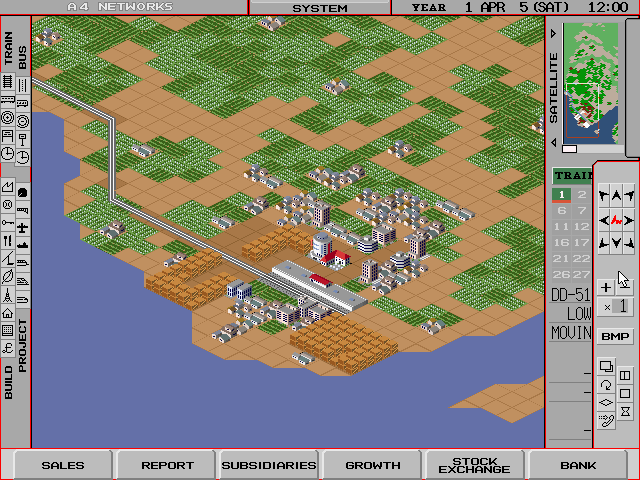 A4 NETWORKS SYSTEM YEAR 1 APR 5 (SAT) 12:00
TRAIN BUS
SATELLITE
TRAI
1 2
6 7
11 12
16 17
21 22
26 27
DD-51
LOW
MOVIN
+ -
× 1
BMP
BUILD PROJECT
SALES REPORT SUBSIDIARIES GROWTH STOCK EXCHANGE BANK